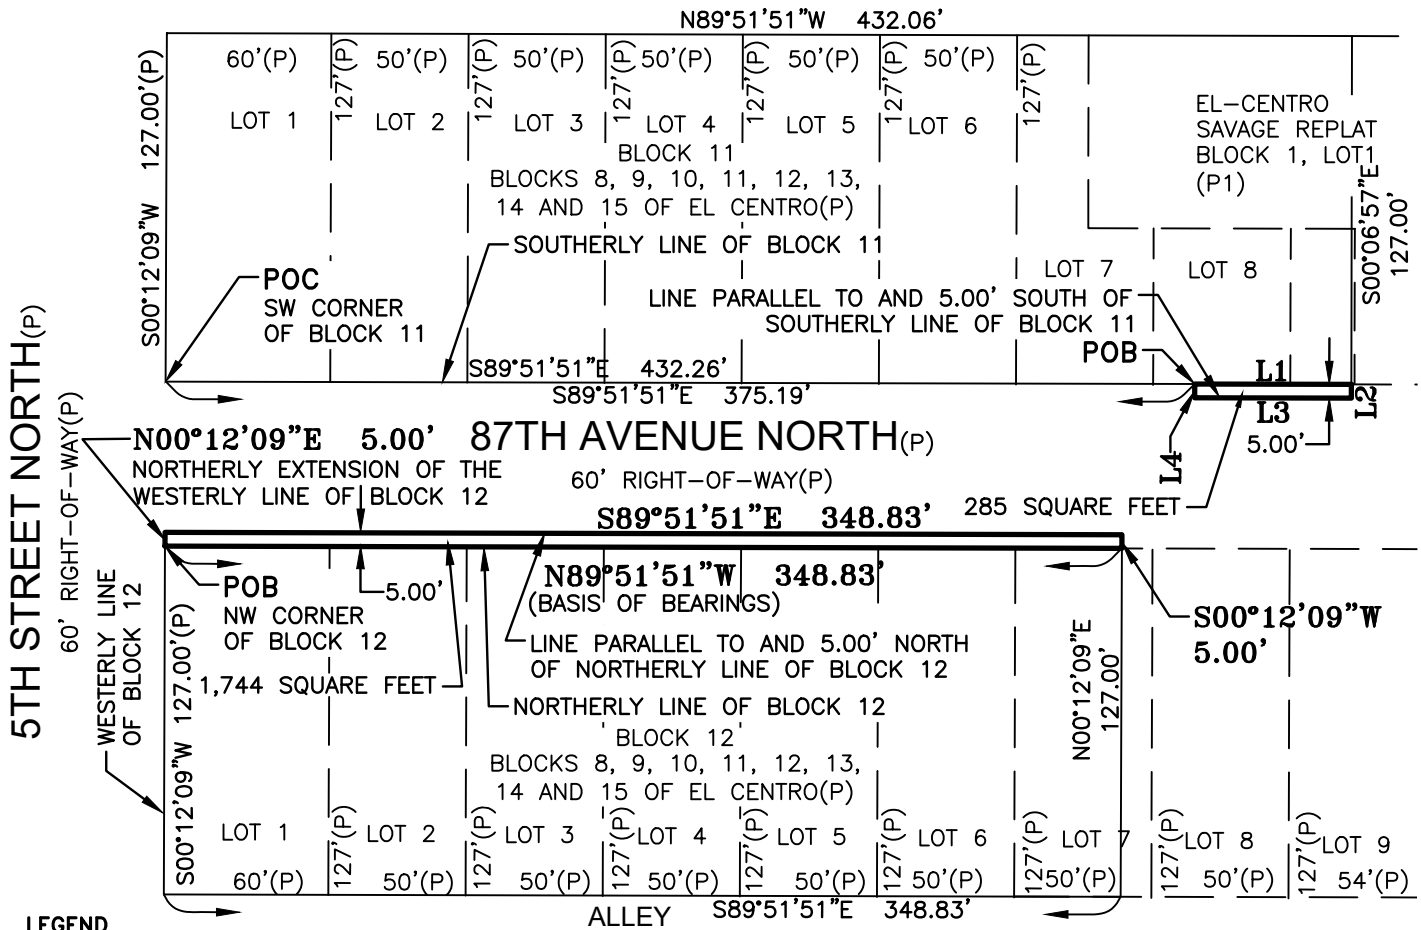 N89°51'51"W 432.06'
60'(P) 50'(P) 50'(P) 50'(P) 50'(P) 50'(P)
127'(P) 127'(P) 127'(P) 127'(P) 127'(P) 127'(P)
S00°12'09"W 127.00'(P)
LOT 1 LOT 2 LOT 3 LOT 4 LOT 5 LOT 6
BLOCK 11
BLOCKS 8, 9, 10, 11, 12, 13,
14 AND 15 OF EL CENTRO(P)
EL-CENTRO
SAVAGE REPLAT
BLOCK 1, LOT1
(P1)
S00°06'57"E
127.00'
SOUTHERLY LINE OF BLOCK 11
LOT 7 LOT 8
POC
SW CORNER
OF BLOCK 11
LINE PARALLEL TO AND 5.00' SOUTH OF
SOUTHERLY LINE OF BLOCK 11
POB
S89°51'51"E 432.26'
S89°51'51"E 375.19'
L1
L2
L3
L4
5.00'
285 SQUARE FEET
5TH STREET NORTH(P)
60' RIGHT-OF-WAY(P)
87TH AVENUE NORTH(P)
60' RIGHT-OF-WAY(P)
N00°12'09"E 5.00'
NORTHERLY EXTENSION OF THE
WESTERLY LINE OF BLOCK 12
S89°51'51"E 348.83'
N89°51'51"W 348.83'
(BASIS OF BEARINGS)
POB
NW CORNER
OF BLOCK 12
5.00'
S00°12'09"W
5.00'
LINE PARALLEL TO AND 5.00' NORTH
OF NORTHERLY LINE OF BLOCK 12
1,744 SQUARE FEET
NORTHERLY LINE OF BLOCK 12
WESTERLY LINE
OF BLOCK 12
S00°12'09"W 127.00'(P)
N00°12'09"E
127.00'
BLOCK 12
BLOCKS 8, 9, 10, 11, 12, 13,
14 AND 15 OF EL CENTRO(P)
LOT 1 LOT 2 LOT 3 LOT 4 LOT 5 LOT 6 LOT 7 LOT 8 LOT 9
127'(P) 127'(P) 127'(P) 127'(P) 127'(P) 127'(P) 127'(P) 127'(P)
60'(P) 50'(P) 50'(P) 50'(P) 50'(P) 50'(P) 50'(P) 50'(P) 54'(P)
ALLEY
S89°51'51"E 348.83'
LEGEND